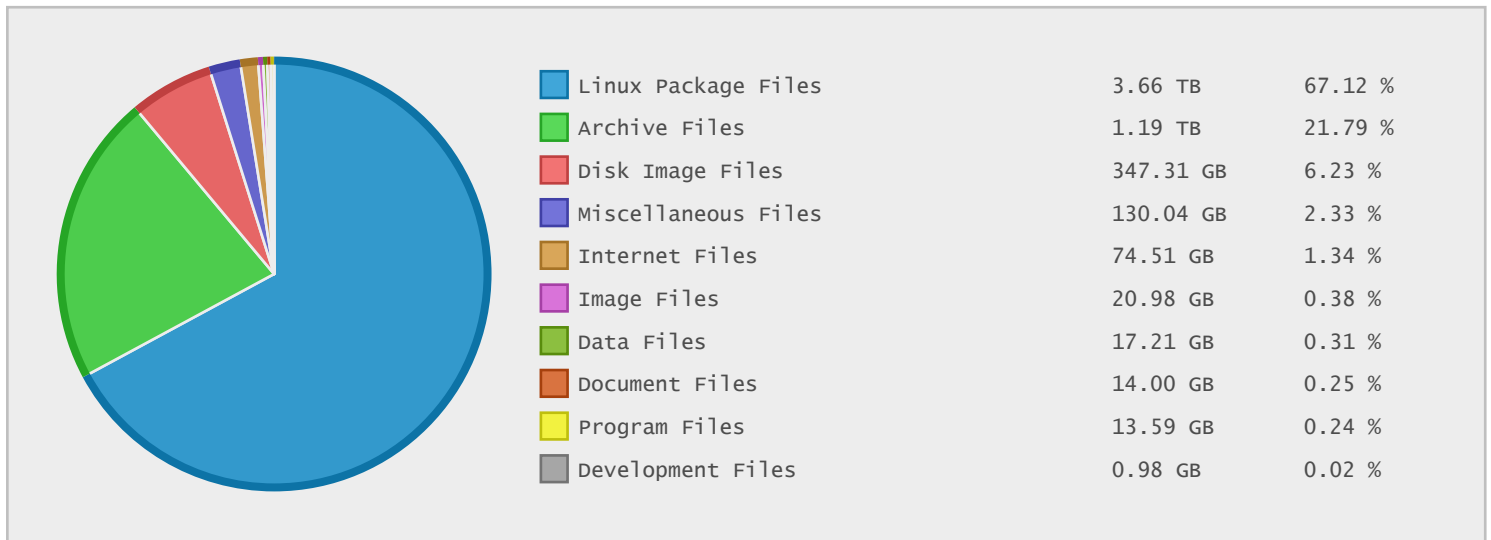 Linux Package Files 3.66 TB 67.12 %
Archive Files 1.19 TB 21.79 %
Disk Image Files 347.31 GB 6.23 %
Miscellaneous Files 130.04 GB 2.33 %
Internet Files 74.51 GB 1.34 %
Image Files 20.98 GB 0.38 %
Data Files 17.21 GB 0.31 %
Document Files 14.00 GB 0.25 %
Program Files 13.59 GB 0.24 %
Development Files 0.98 GB 0.02 %